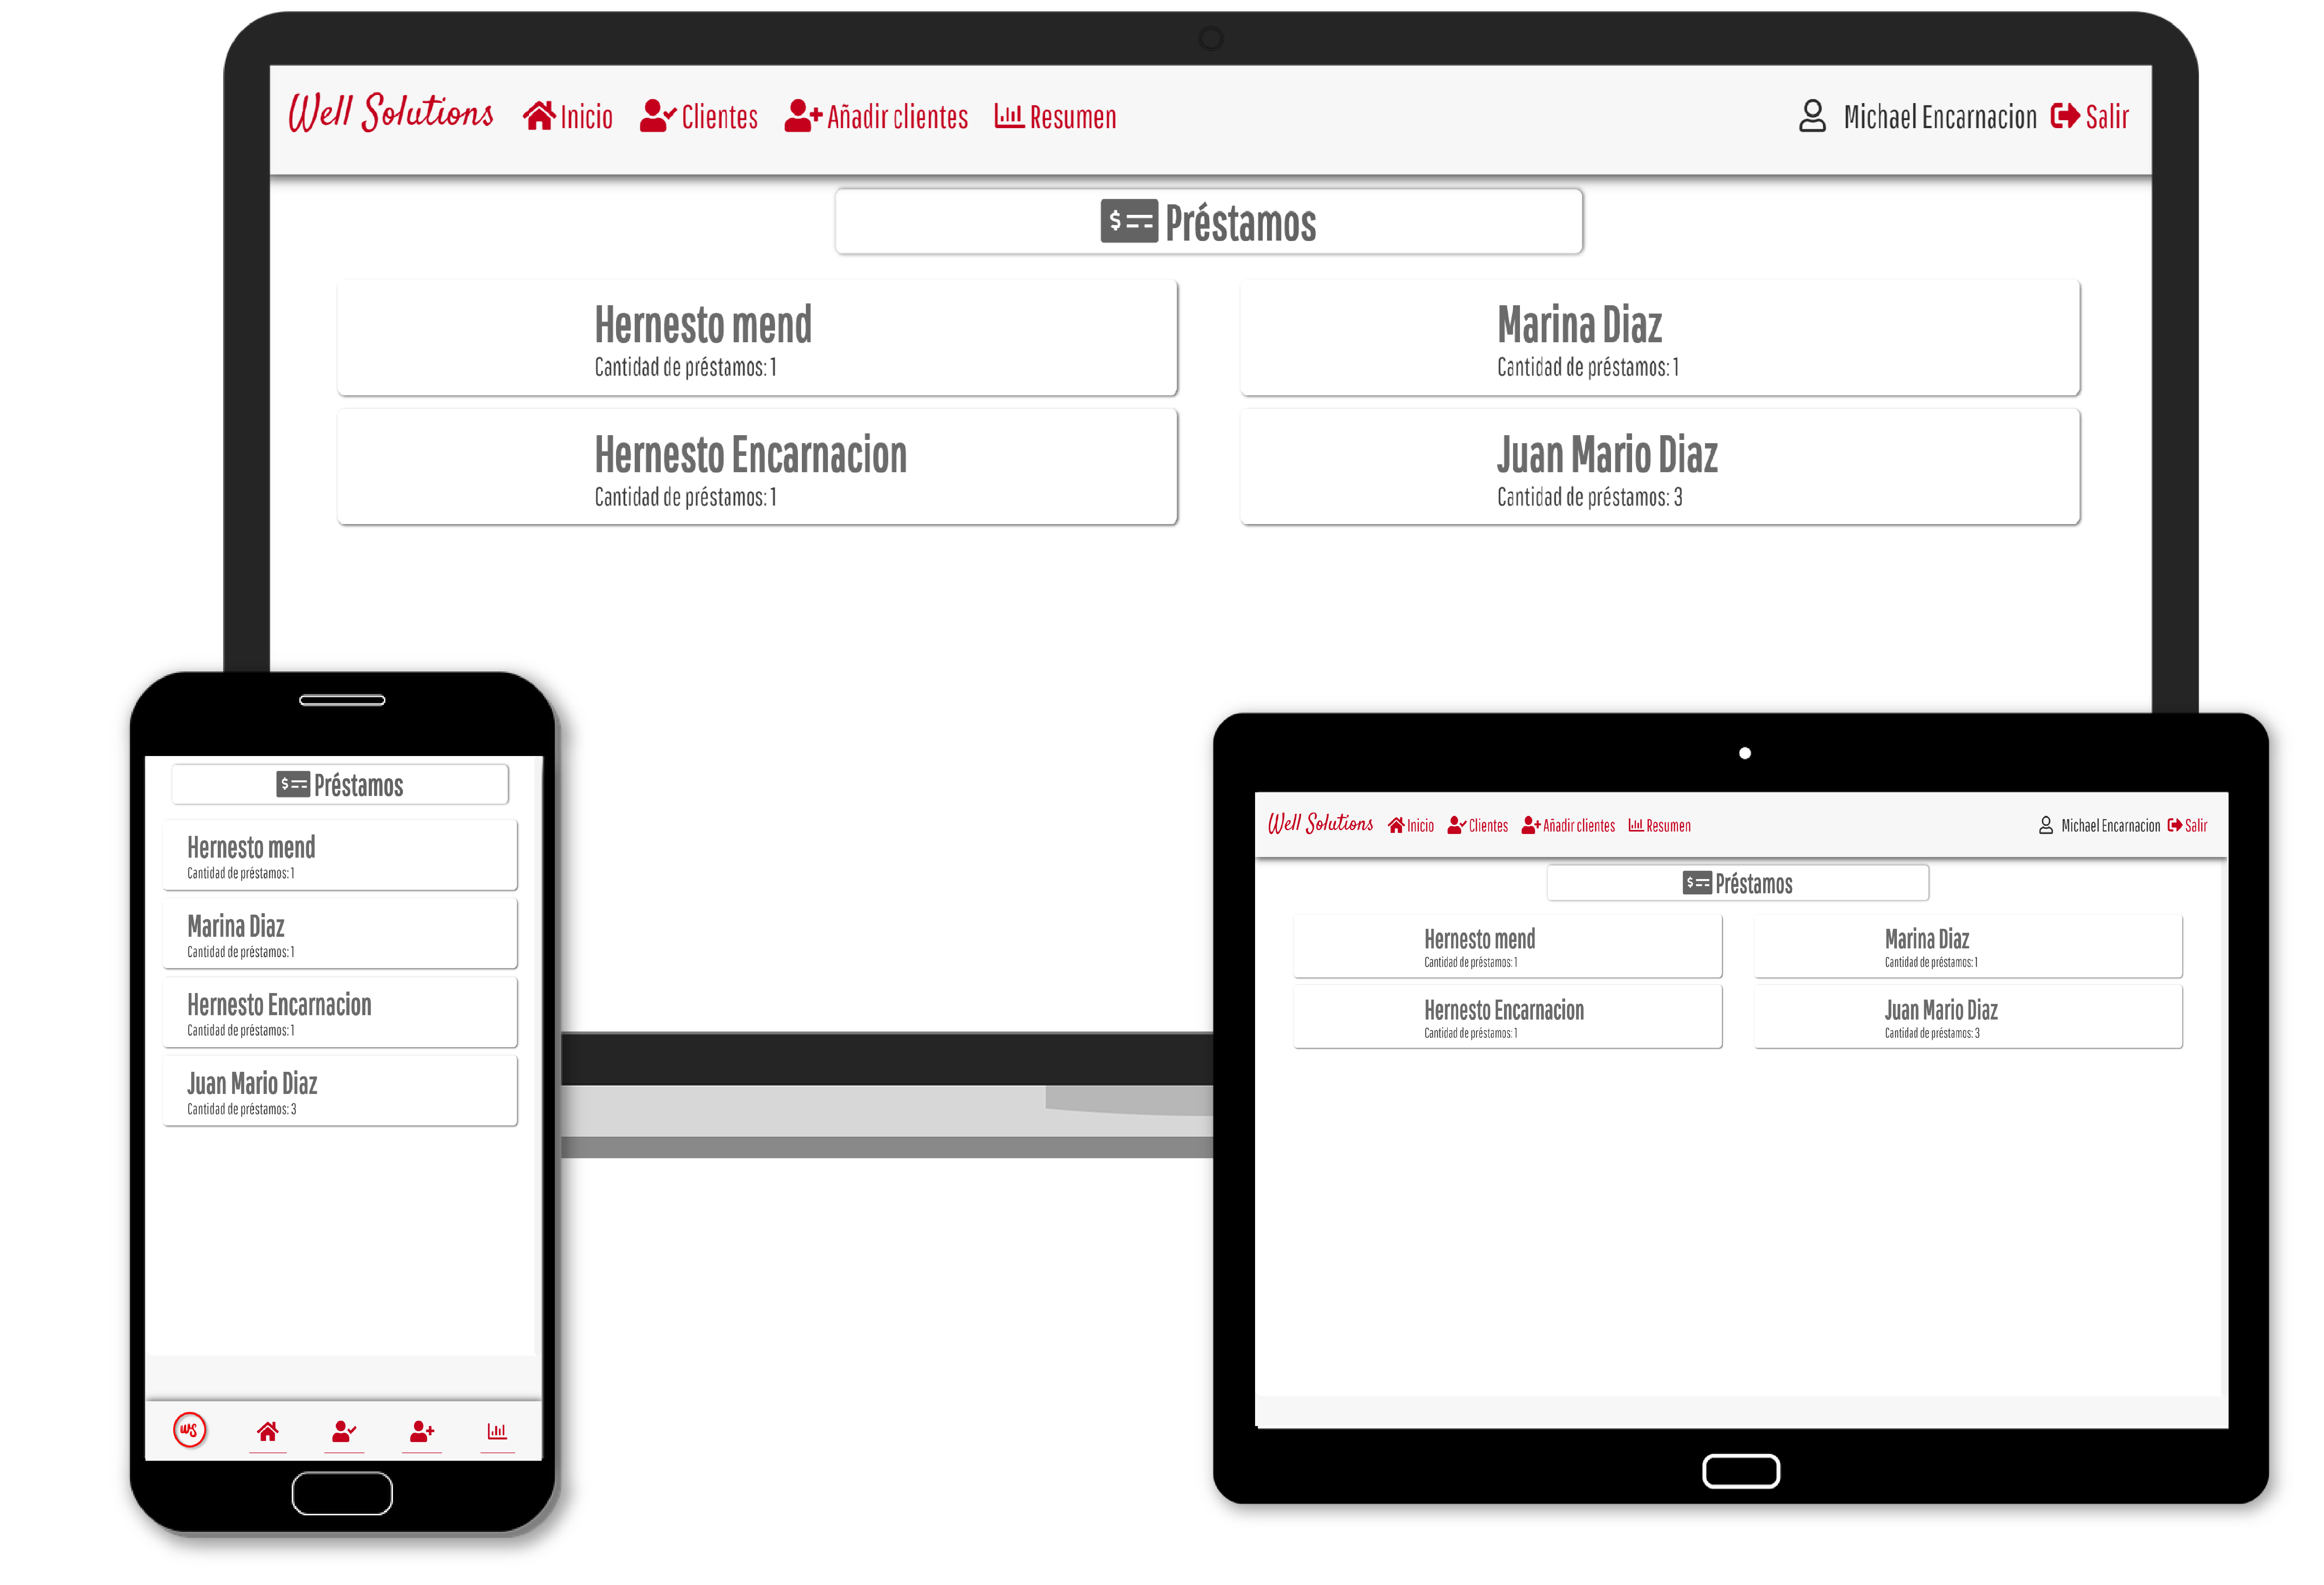 Well Solutions Inicio Clientes Añadir clientes Resumen Michael Encarnacion Salir
Préstamos
Hernesto mend
Cantidad de préstamos: 1
Marina Diaz
Cantidad de préstamos: 1
Hernesto Encarnacion
Cantidad de préstamos: 1
Juan Mario Diaz
Cantidad de préstamos: 3
Préstamos
Hernesto mend
Cantidad de préstamos: 1
Marina Diaz
Cantidad de préstamos: 1
Hernesto Encarnacion
Cantidad de préstamos: 1
Juan Mario Diaz
Cantidad de préstamos: 3
WS
Well Solutions Inicio Clientes Añadir clientes Resumen Michael Encarnacion Salir
Préstamos
Hernesto mend
Cantidad de préstamos: 1
Marina Diaz
Cantidad de préstamos: 1
Hernesto Encarnacion
Cantidad de préstamos: 1
Juan Mario Diaz
Cantidad de préstamos: 3